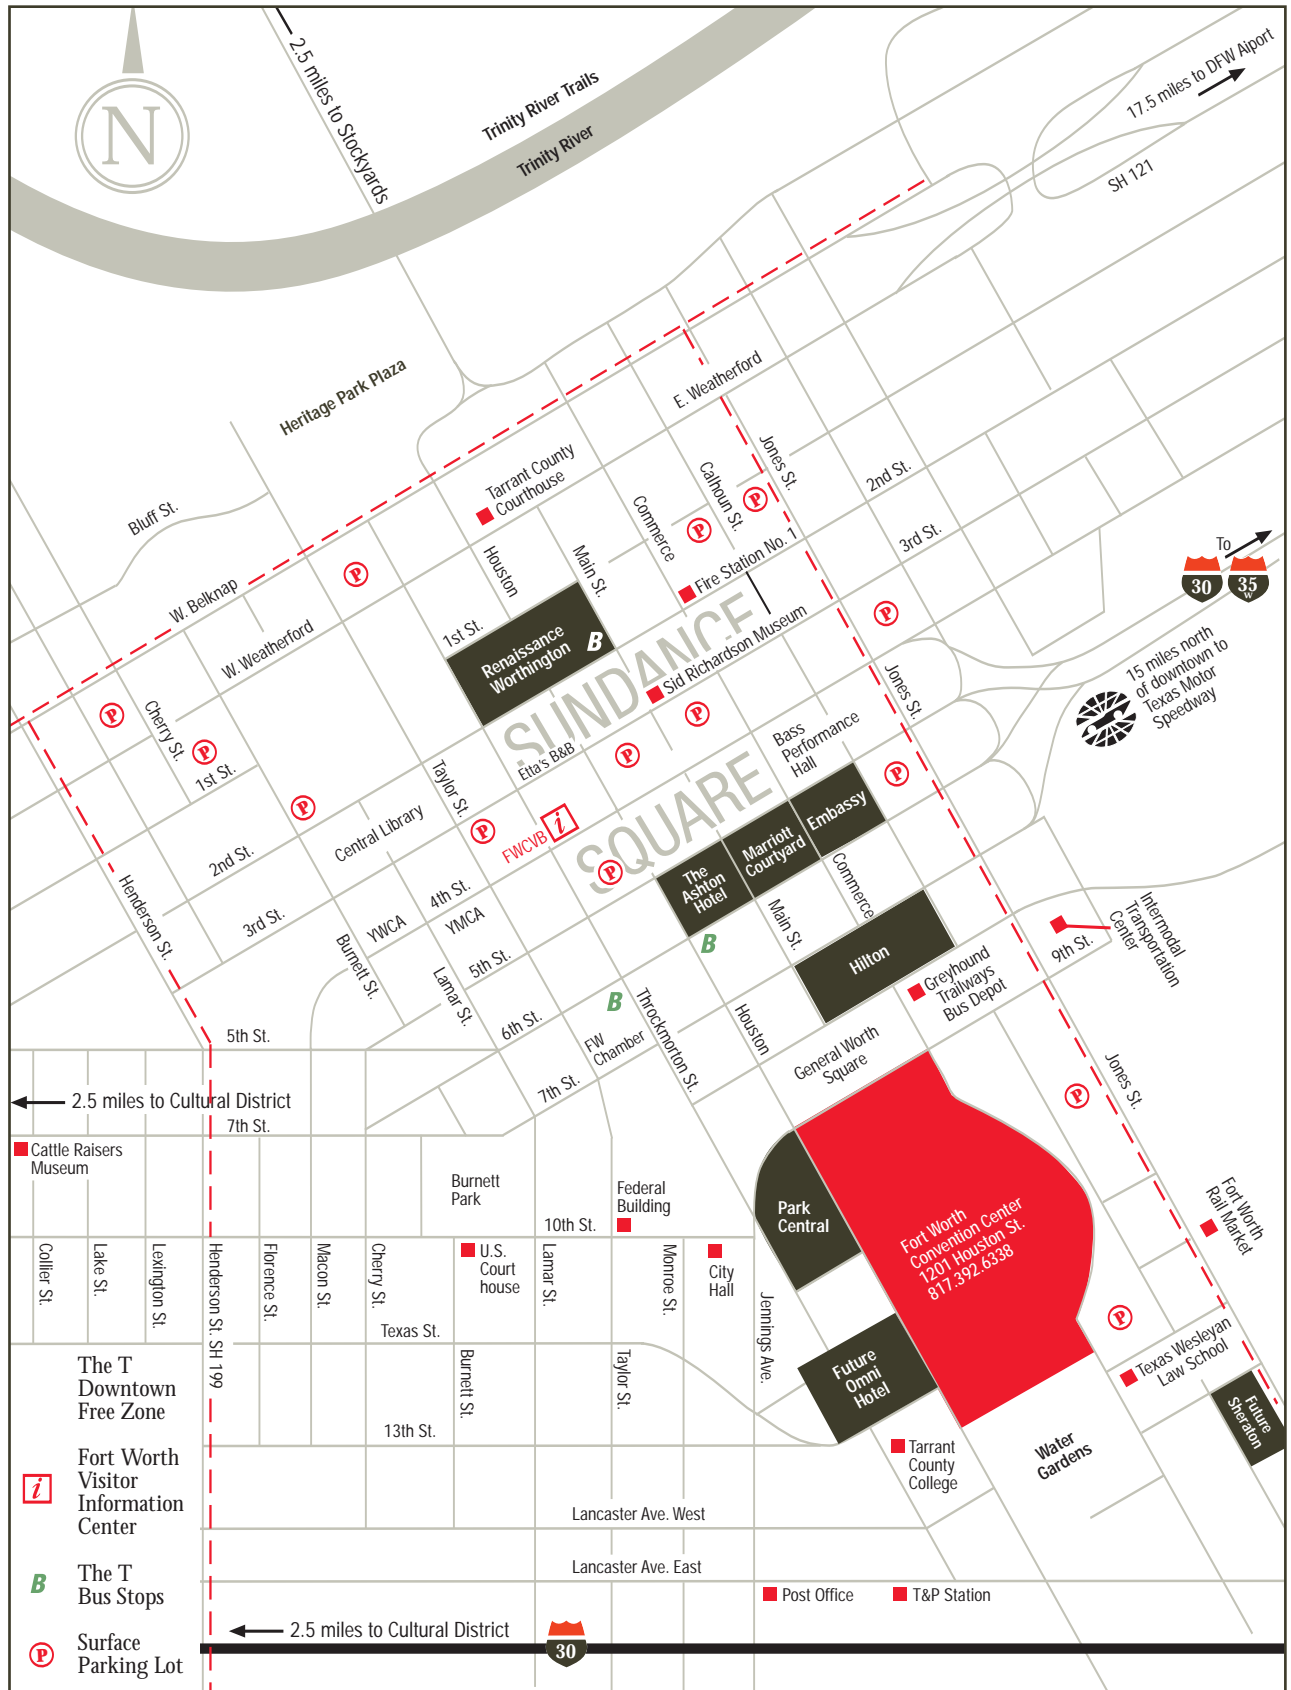 N
2.5 miles to Stockyards
Trinity River Trails
Trinity River
17.5 miles to DFW Aiport
SH 121
Heritage Park Plaza
E. Weatherford
Bluff St.
Tarrant County
Courthouse
Jones St.
Calhoun St.
2nd St.
Commerce
3rd St.
P
P
P
Houston
Main St.
Fire Station No. 1
To
30
35
W
W. Belknap
W. Weatherford
1st St.
Renaissance
Worthington
B
SUNDANCE
SQUARE
Sid Richardson Museum
P
15 miles north
of downtown to
Texas Motor
Speedway
Jones St.
P
Cherry St.
P
1st St.
P
Bass
Performance
Hall
Etta's B&B
P
P
Taylor St.
P
Central Library
P
FWCVB
i
P
Embassy
Marriott
Courtyard
The
Ashton
Hotel
2nd St.
Henderson St.
3rd St.
4th St.
YWCA
YMCA
Commerce
Main St.
B
Hilton
Intermodal
Transportation
Center
9th St.
Burnett St.
Lamar St.
5th St.
6th St.
B
Throckmorton St.
Houston
Greyhound
Trailways
Bus Depot
FW
Chamber
General Worth
Square
5th St.
7th St.
2.5 miles to Cultural District
7th St.
P
Jones St.
Cattle Raisers
Museum
Burnett
Park
Federal
Building
10th St.
Park
Central
Fort Worth
Convention Center
1201 Houston St.
817.392.6338
Fort Worth
Rail Market
Collier St.
Lake St.
Lexington St.
Henderson St. SH 199
Florence St.
Macon St.
Cherry St.
U.S.
Court
house
Lamar St.
Monroe St.
City
Hall
Jennings Ave.
P
Texas St.
Texas Wesleyan
Law School
Burnett St.
Taylor St.
Future
Omni
Hotel
Future
Sheraton
13th St.
Tarrant
County
College
Water
Gardens
Lancaster Ave. West
Lancaster Ave. East
Post Office
T&P Station
2.5 miles to Cultural District
30
The T
Downtown
Free Zone
i
Fort Worth
Visitor
Information
Center
B
The T
Bus Stops
P
Surface
Parking Lot